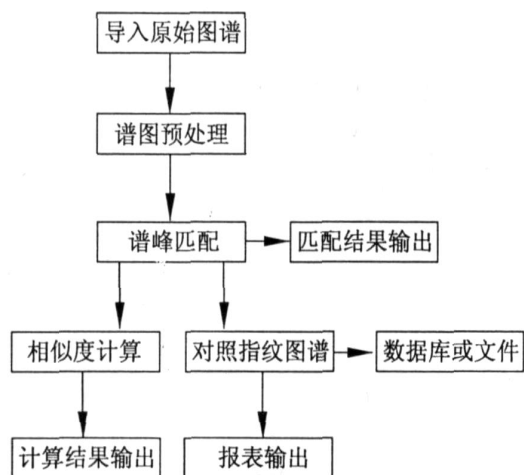 导入原始图谱
谱图预处理
谱峰匹配
匹配结果输出
相似度计算
对照指纹图谱
数据库或文件
计算结果输出
报表输出